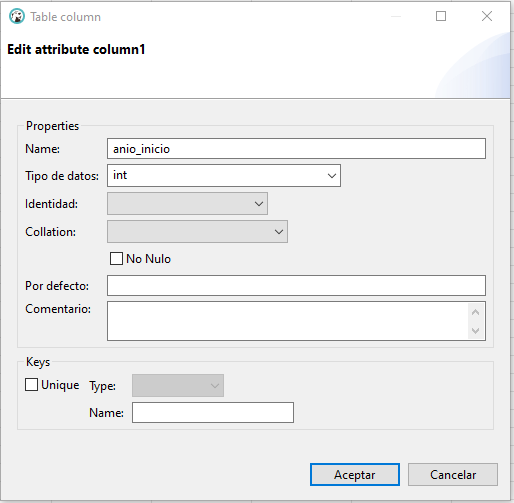 Table column
Edit attribute column1
Properties
Name: anio_inicio
Tipo de datos: int
Identidad:
Collation:
No Nulo
Por defecto:
Comentario:
Keys
Unique Type:
Name:
Aceptar Cancelar